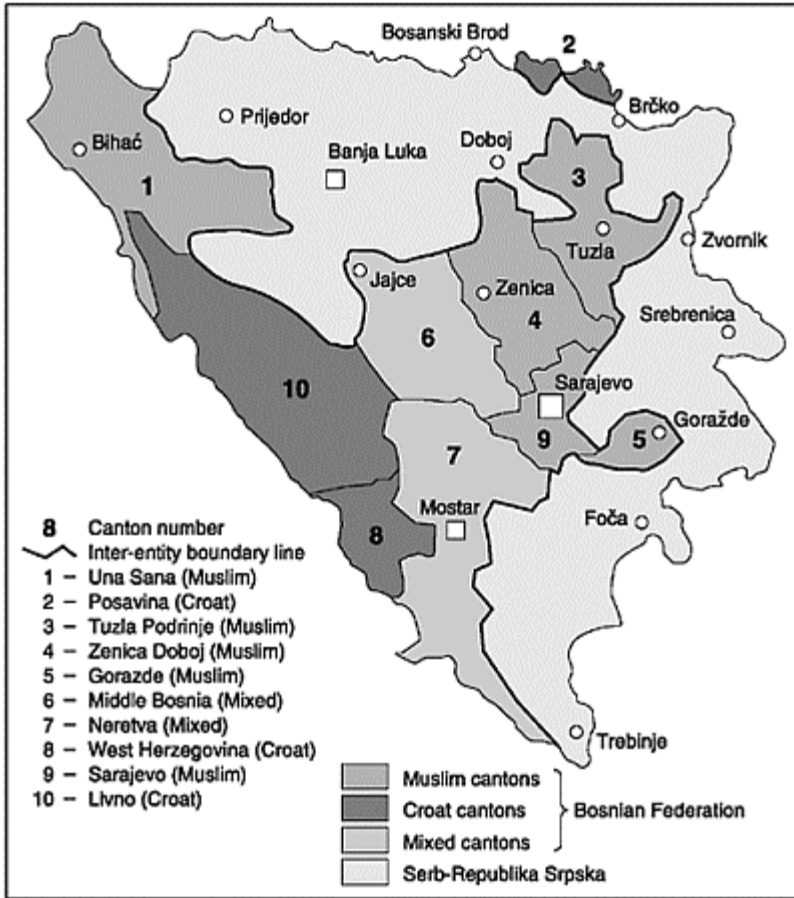 Bosanski Brod
2
Prijedor
Brčko
Bihać
Banja Luka
Doboj
3
1
Tuzla
Zvornik
Jajce
Zenica
Srebrenica
6
4
10
Sarajevo
Goražde
7
9
5
Mostar
Foča
8
Trebinje
8 Canton number
Inter-entity boundary line
1 – Una Sana (Muslim)
2 – Posavina (Croat)
3 – Tuzla Podrinje (Muslim)
4 – Zenica Doboj (Muslim)
5 – Gorazde (Muslim)
6 – Middle Bosnia (Mixed)
7 – Neretva (Mixed)
8 – West Herzegovina (Croat)
9 – Sarajevo (Muslim)
10 – Livno (Croat)
Muslim cantons
Croat cantons
Mixed cantons
Bosnian Federation
Serb-Republika Srpska